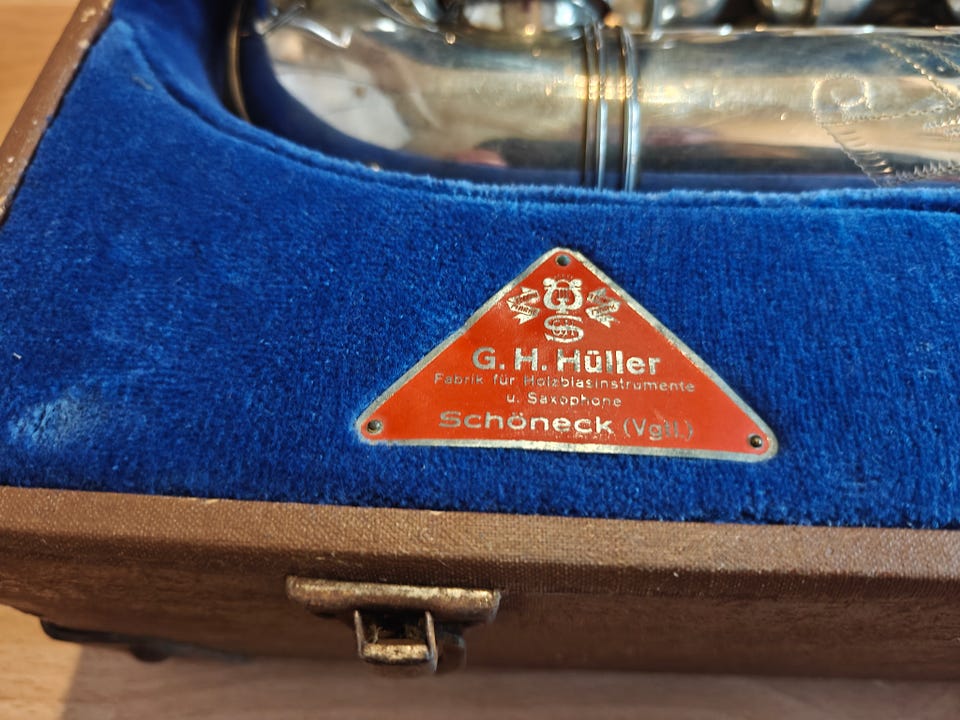 G. H. Hüller
Fabrik für Holzblasinstrumente
u. Saxophone
Schöneck (Vgtl.)